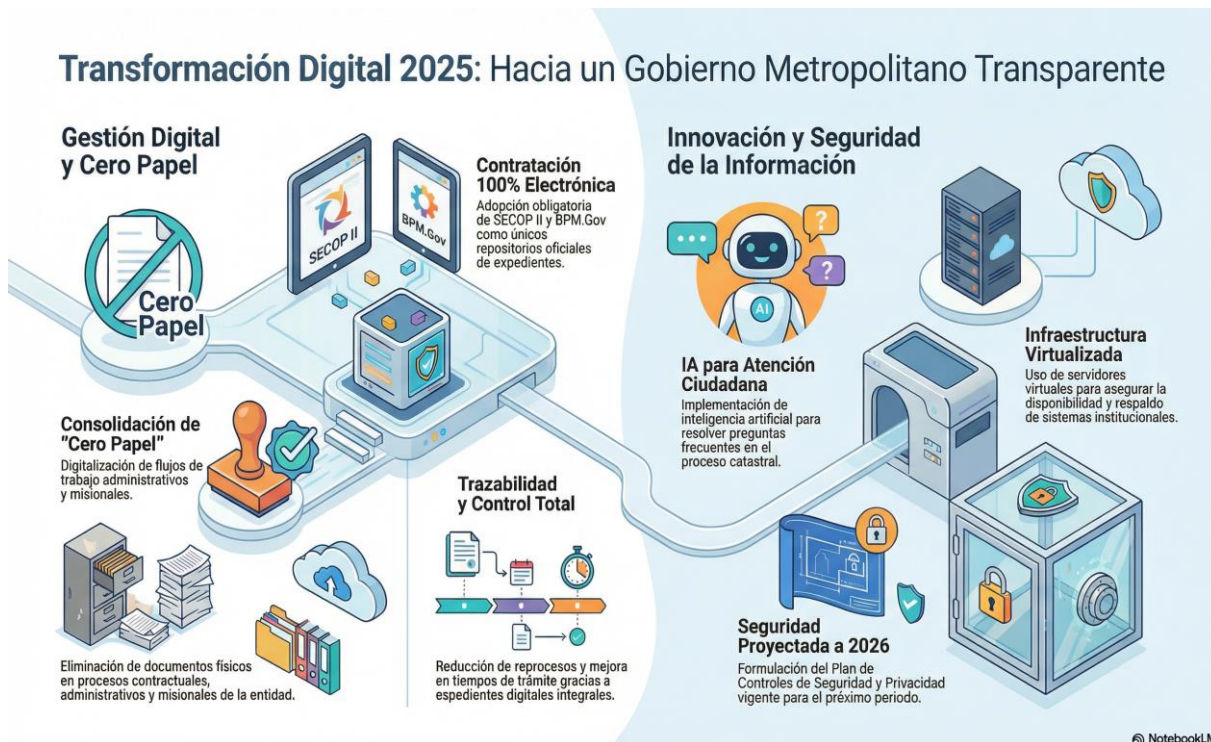 Transformación Digital 2025: Hacia un Gobierno Metropolitano Transparente
Gestión Digital
y Cero Papel
Cero
Papel
SECOP II
BPM.Gov
Contratación
100% Electrónica
Adopción obligatoria
de SECOP II y BPM.Gov
como únicos
repositorios oficiales
de expedientes.
Consolidación de
"Cero Papel"
Digitalización de flujos de
trabajo administrativos
y misionales.
Eliminación de documentos físicos
en procesos contractuales,
administrativos y misionales de la entidad.
Trazabilidad
y Control Total
Reducción de reprocesos y mejora
en tiempos de trámite gracias a
espedientes digitales integrales.
Innovación y Seguridad
de la Información
?
?
AI
IA para Atención
Ciudadana
Implementación de
inteligencia artificial para
resolver preguntas
frecuentes en el
proceso catastral.
Infraestructura
Virtualizada
Uso de servidores
virtuales para asegurar la
disponibilidad y respaldo
de sistemas institucionales.
Seguridad
Proyectada a 2026
Formulación del Plan de
Controles de Seguridad y Privacidad
vigente para el próximo periodo.
NotebookLM